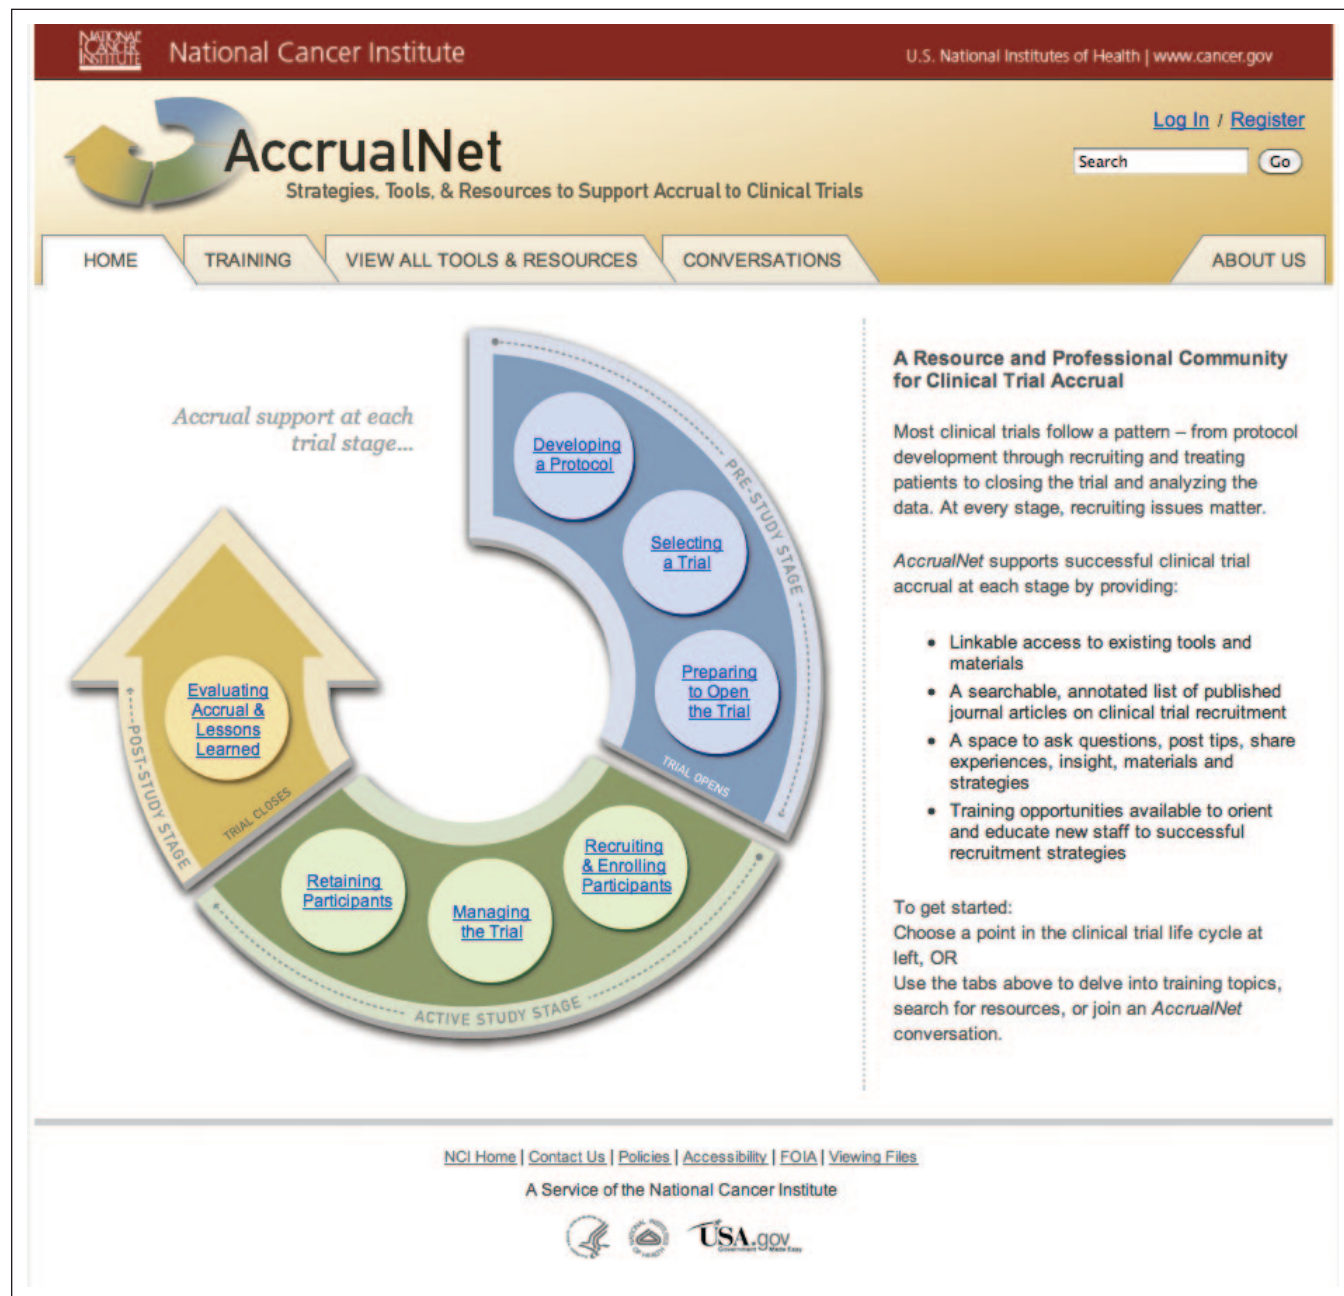 NATIONAL
CANCER
INSTITUTE
National Cancer Institute
U.S. National Institutes of Health | www.cancer.gov
AccrualNet
Strategies, Tools, & Resources to Support Accrual to Clinical Trials
Log In / Register
Search
Go
HOME
TRAINING
VIEW ALL TOOLS & RESOURCES
CONVERSATIONS
ABOUT US
Accrual support at each
trial stage...
Developing
a Protocol
Selecting
a Trial
Preparing
to Open
the Trial
PRE-STUDY STAGE
TRIAL OPENS
Recruiting
& Enrolling
Participants
Managing
the Trial
Retaining
Participants
ACTIVE STUDY STAGE
TRIAL CLOSES
Evaluating
Accrual &
Lessons
Learned
POST-STUDY STAGE
A Resource and Professional Community
for Clinical Trial Accrual
Most clinical trials follow a pattern – from protocol
development through recruiting and treating
patients to closing the trial and analyzing the
data. At every stage, recruiting issues matter.
AccrualNet supports successful clinical trial
accrual at each stage by providing:
• Linkable access to existing tools and
materials
• A searchable, annotated list of published
journal articles on clinical trial recruitment
• A space to ask questions, post tips, share
experiences, insight, materials and
strategies
• Training opportunities available to orient
and educate new staff to successful
recruitment strategies
To get started:
Choose a point in the clinical trial life cycle at
left, OR
Use the tabs above to delve into training topics,
search for resources, or join an AccrualNet
conversation.
NCI Home | Contact Us | Policies | Accessibility | FOIA | Viewing Files
A Service of the National Cancer Institute
USA.gov
Government Made Easy